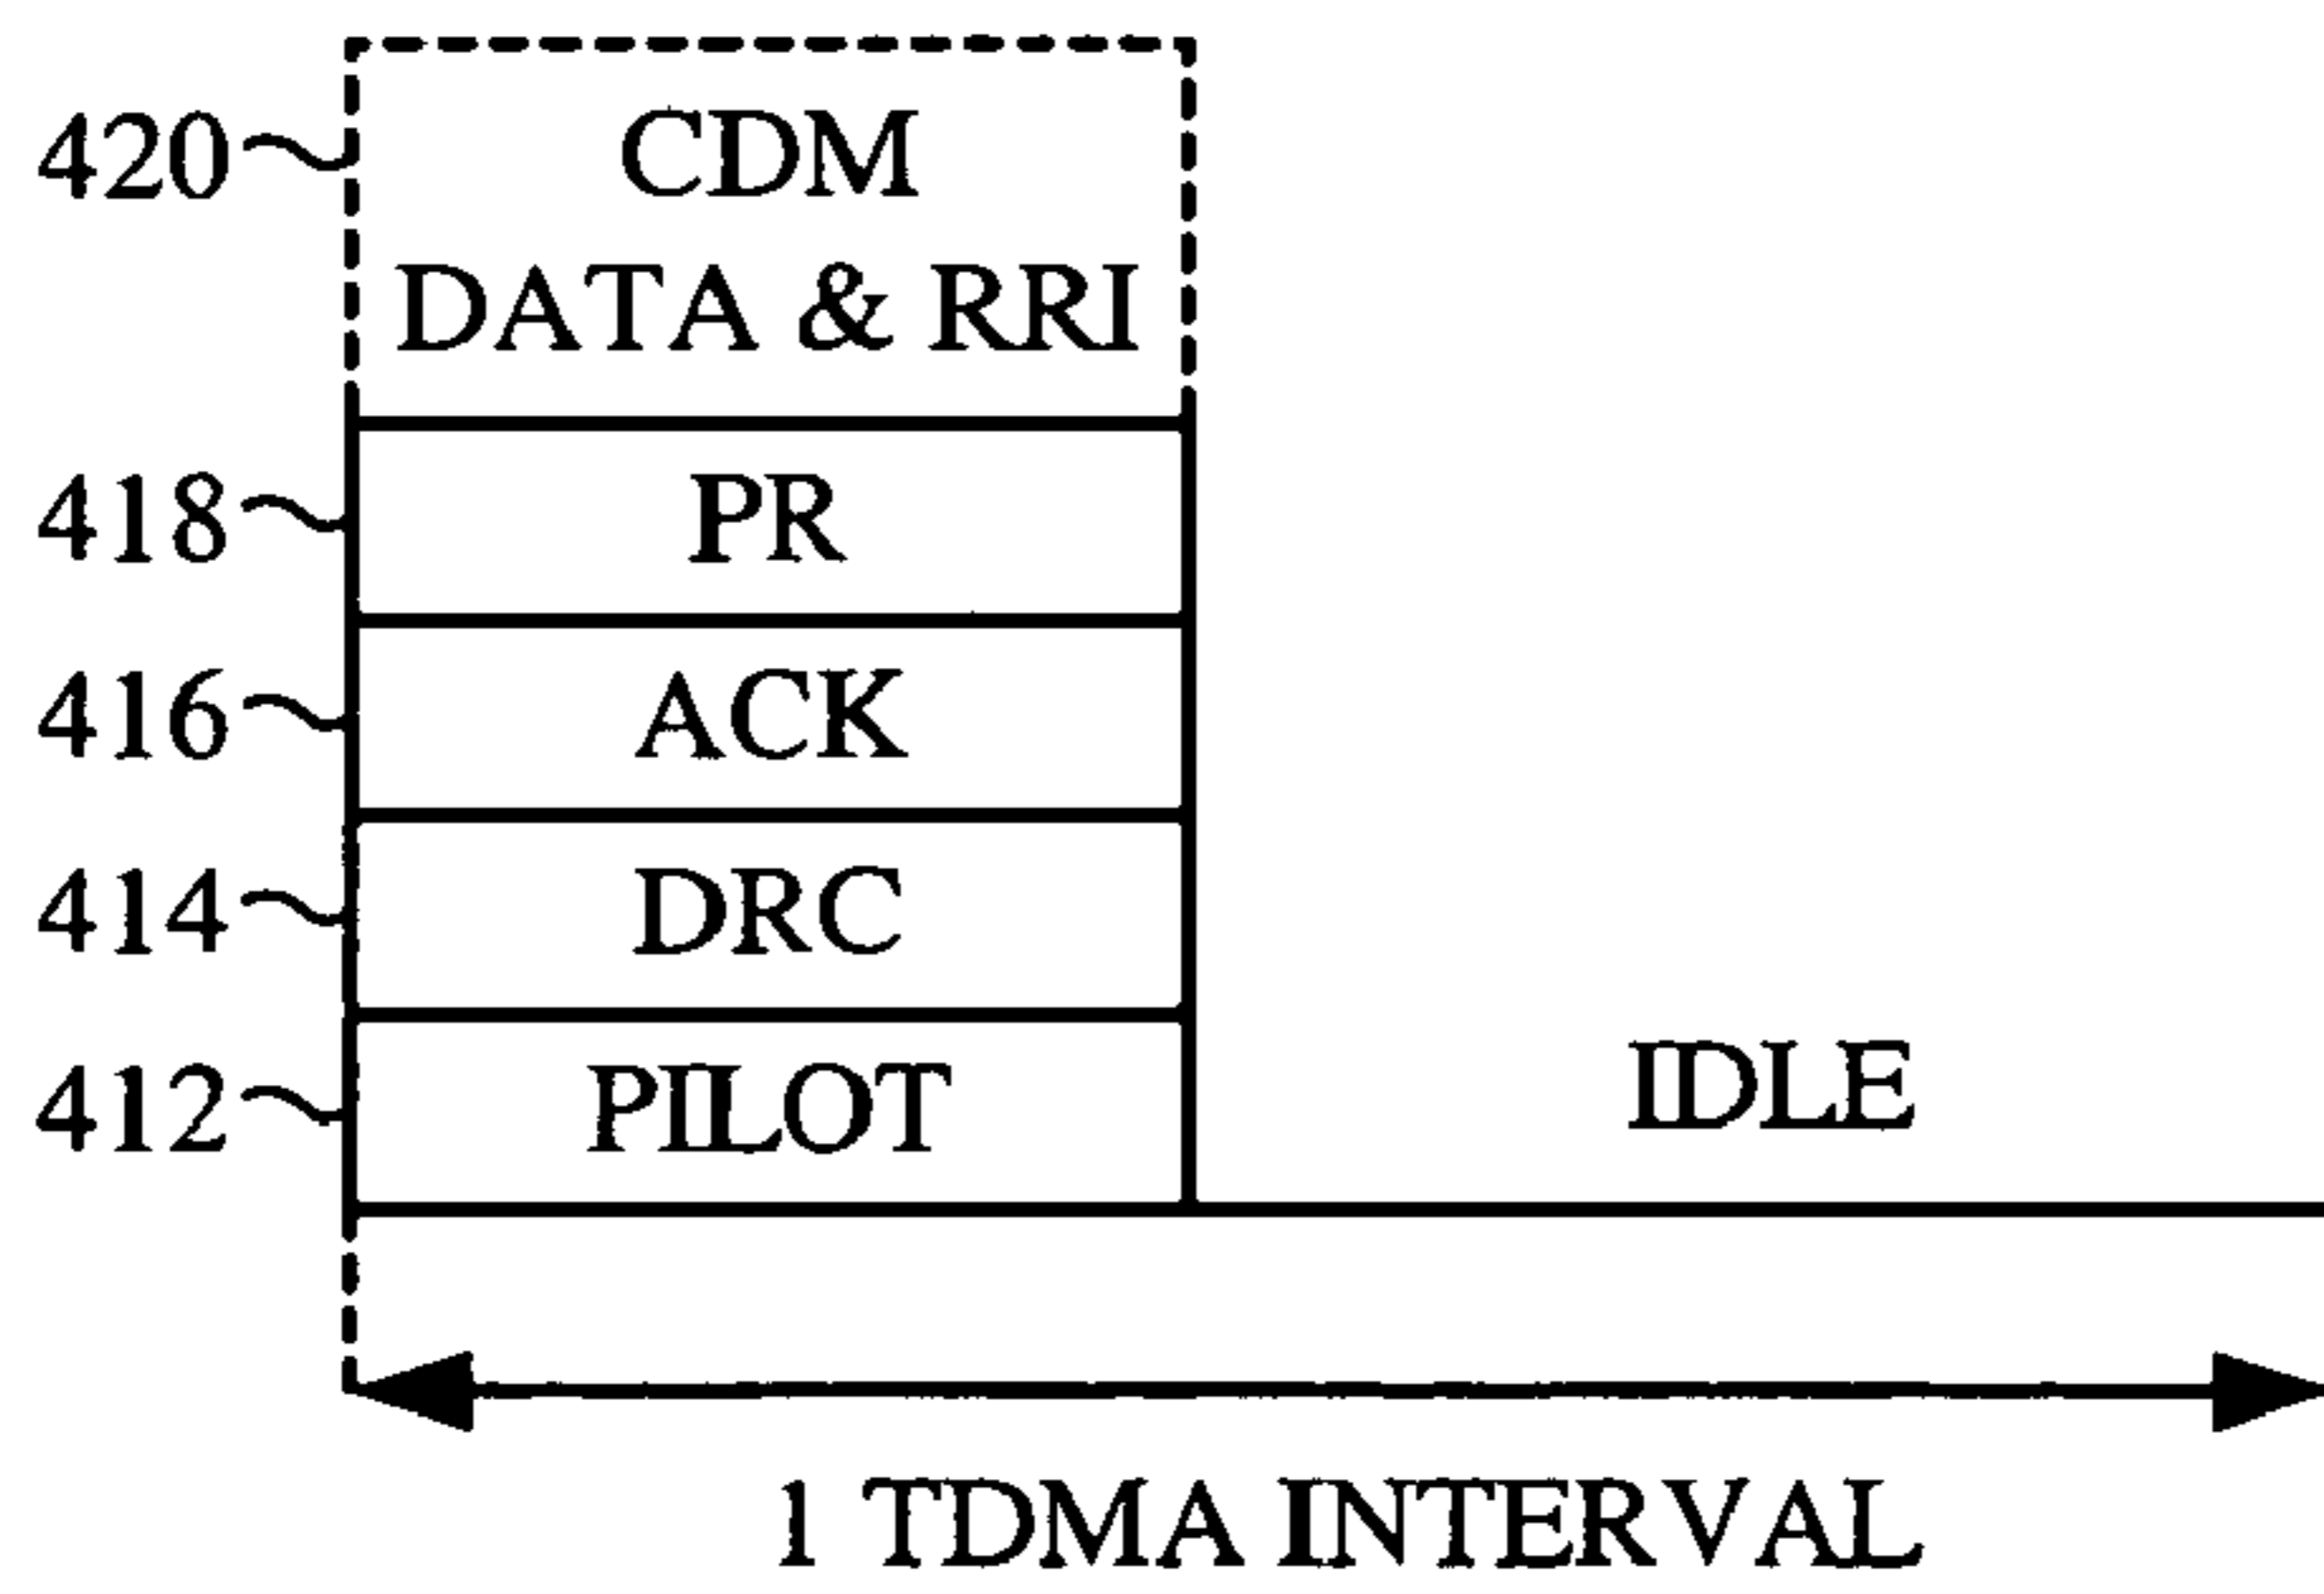 420 CDM
DATA & RRI
418 PR
416 ACK
414 DRC
412 PILOT
IDLE
1 TDMA INTERVAL